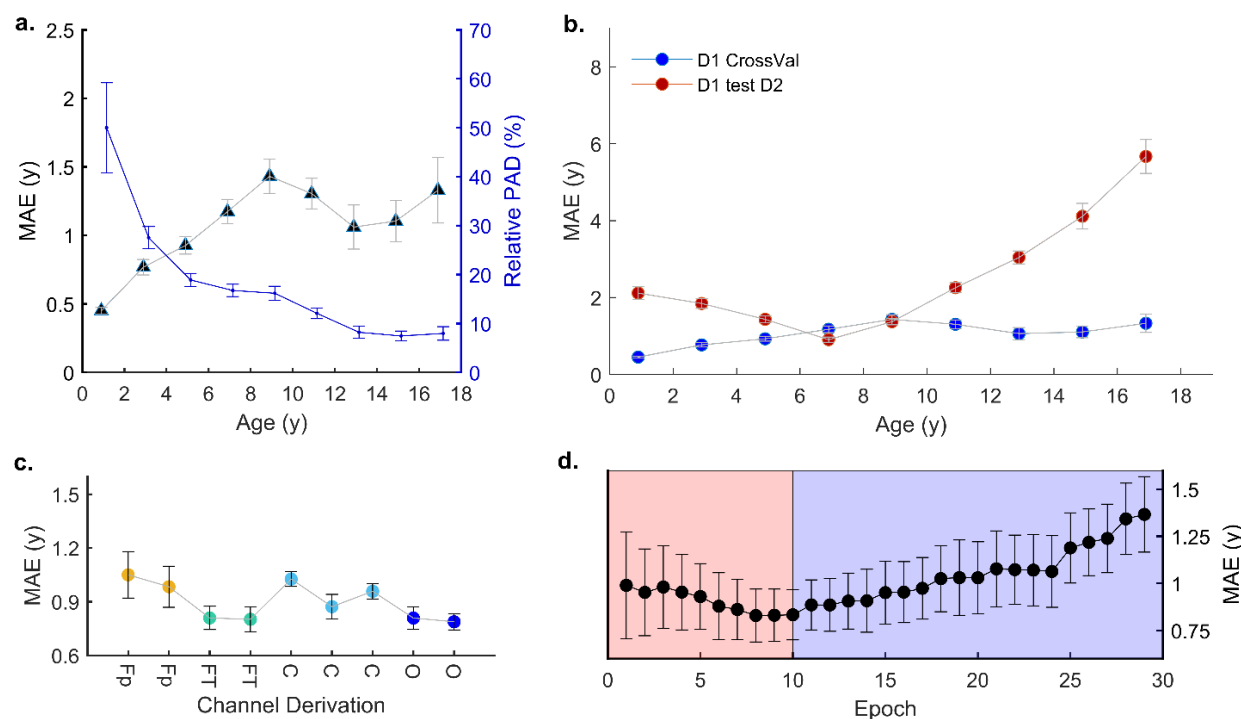 a.
2.5
2
1.5
1
0.5
0
MAE (y)
70
60
50
40
30
20
10
0
Relative PAD (%)
0 2 4 6 8 10 12 14 16 18
Age (y)
b.
8
6
4
2
0
MAE (y)
D1 CrossVal
D1 test D2
0 2 4 6 8 10 12 14 16 18
Age (y)
c.
1.5
1.2
0.9
0.6
MAE (y)
Fp Fp FT FT C C C O O
Channel Derivation
d.
1.5
1.25
1
0.75
MAE (y)
0 10 20 30
Epoch